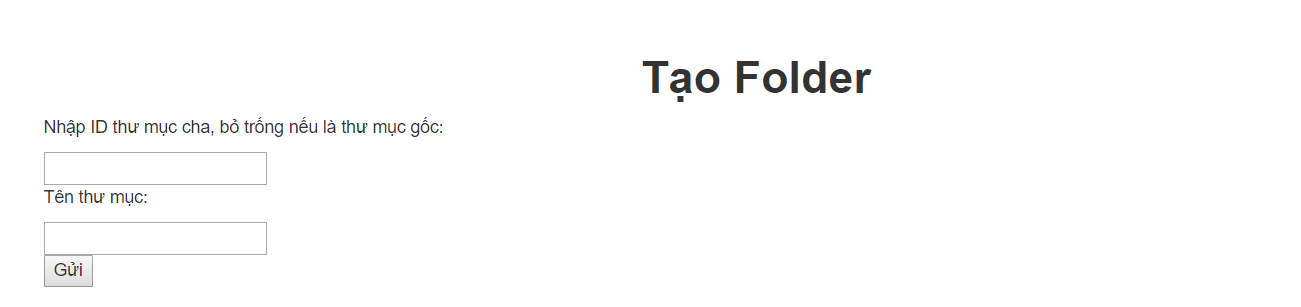 Tạo Folder
Nhập ID thư mục cha, bỏ trống nếu là thư mục gốc:
Tên thư mục:
Gửi